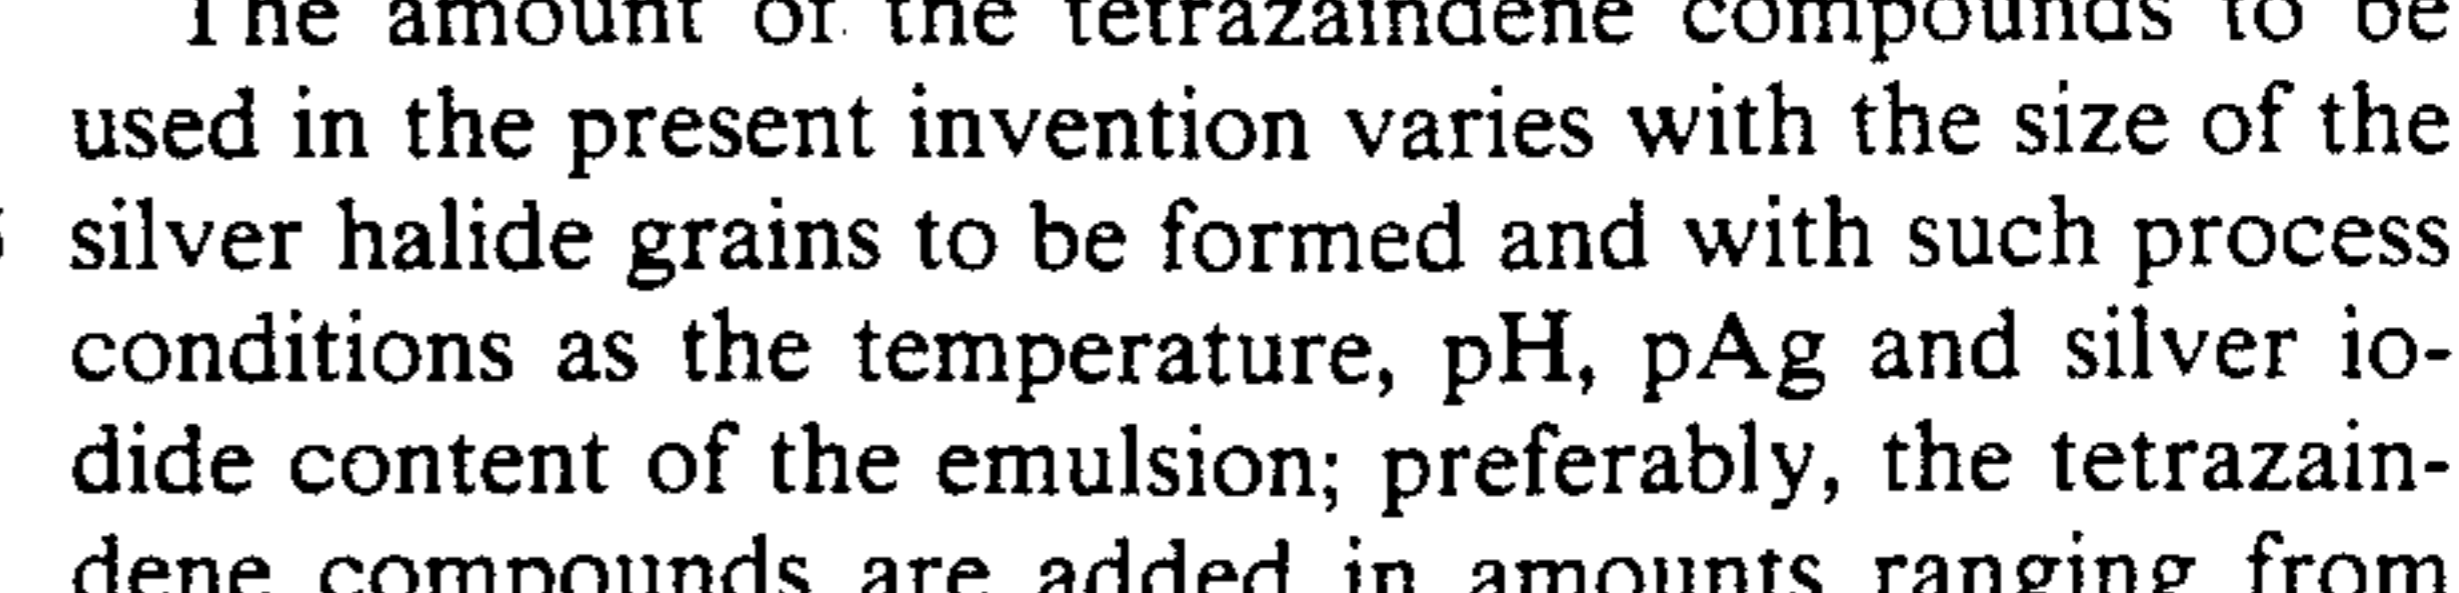 The amount of the tetrazaindene compounds to be
used in the present invention varies with the size of the
silver halide grains to be formed and with such process
conditions as the temperature, pH, pAg and silver io-
dide content of the emulsion; preferably, the tetrazain-
dene compounds are added in amounts ranging from